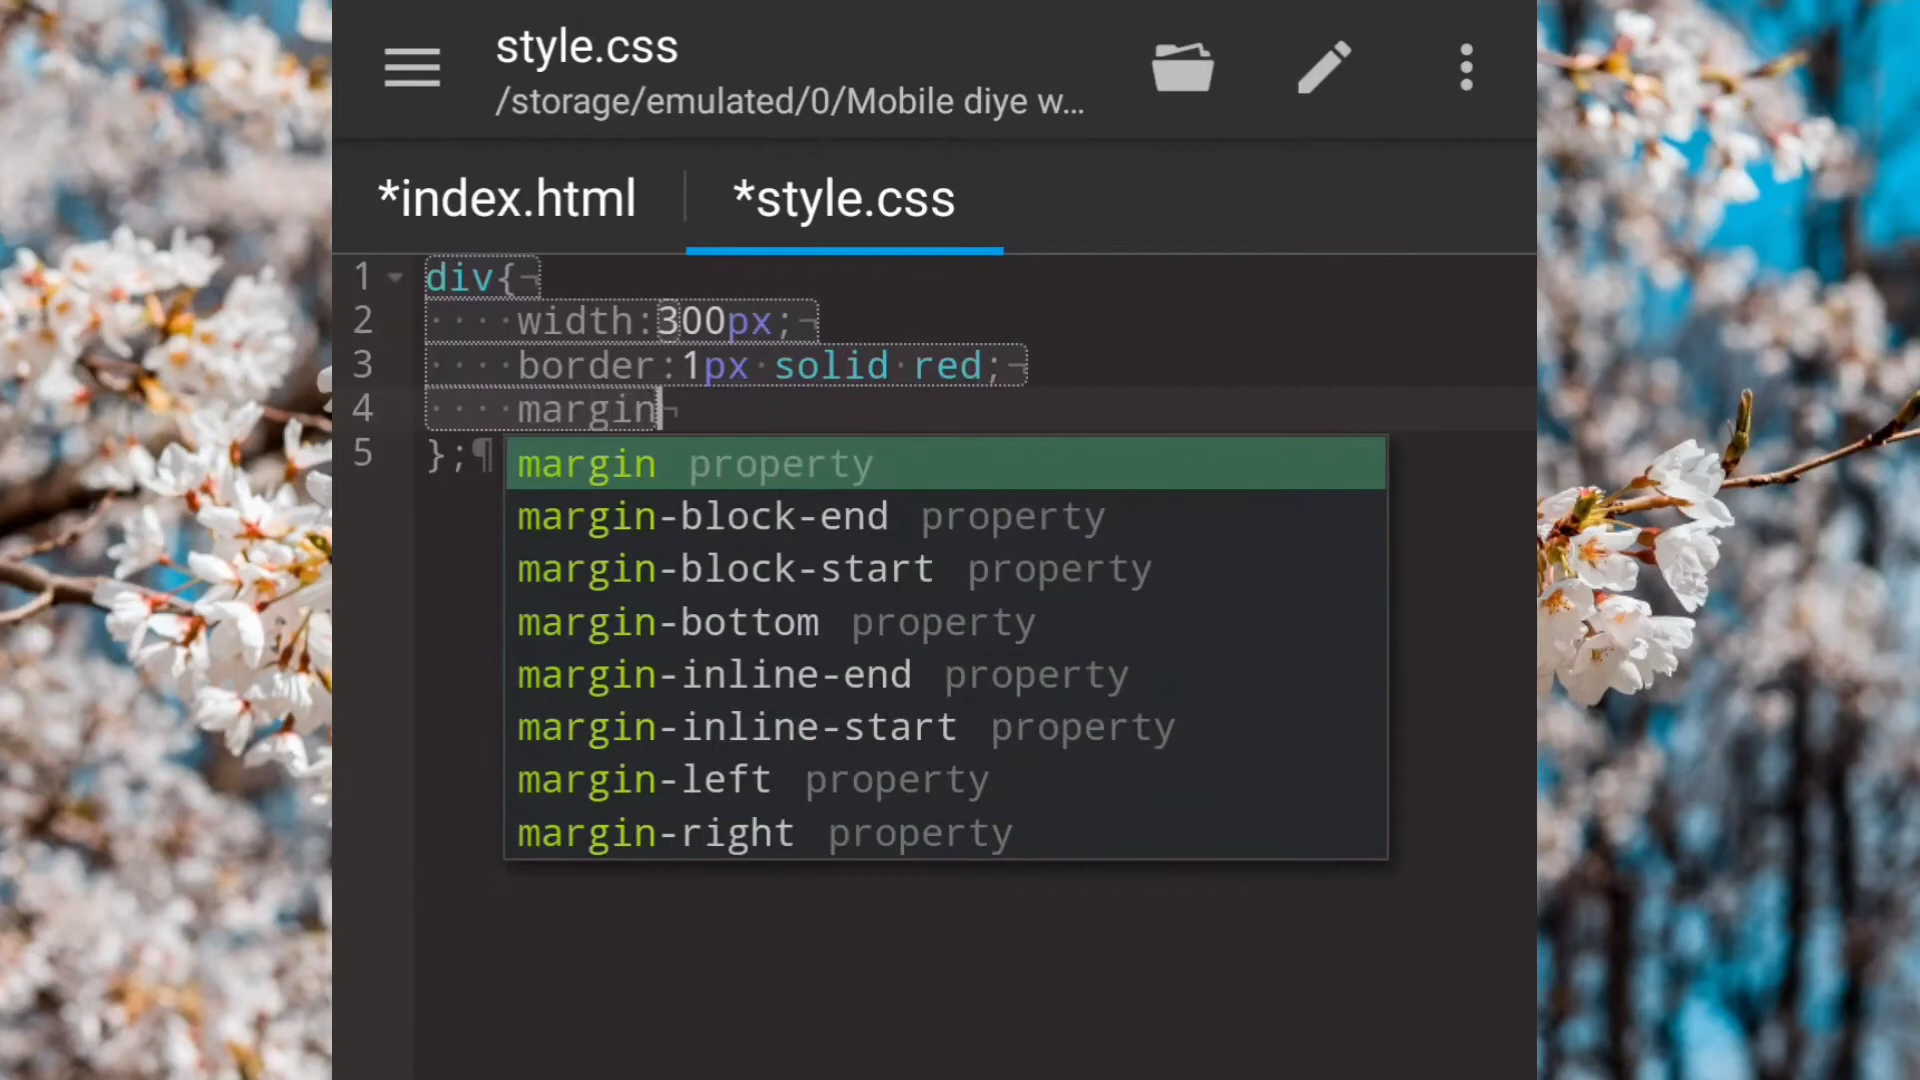 style.css
/storage/emulated/0/Mobile diye w...
*index.html
*style.css
1 div{¬
2 ····width:300px;¬
3 ····border:1px·solid·red;¬
4 ····margin¬
5 };¶
margin property
margin-block-end property
margin-block-start property
margin-bottom property
margin-inline-end property
margin-inline-start property
margin-left property
margin-right property